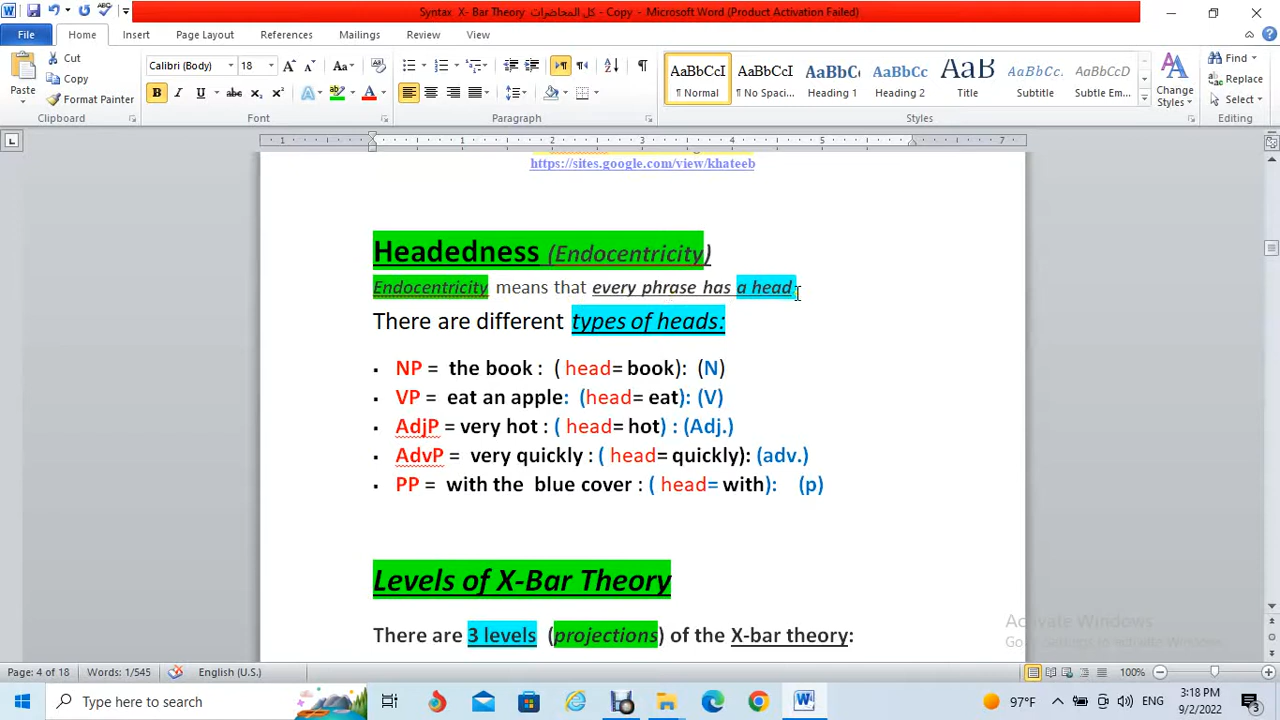 Syntax X- Bar Theory كل المحاضرات - Copy - Microsoft Word (Product Activation Failed)
File Home Insert Page Layout References Mailings Review View
Paste
Cut
Copy
Format Painter
Clipboard
Calibri (Body) 18
Font
Paragraph
AaBbCcI AaBbCcI AaBbC AaBbCc AaB AaBbCc. AaBbCcD
¶ Normal ¶ No Spaci... Heading 1 Heading 2 Title Subtitle Subtle Em...
Change Styles
Styles
Find
Replace
Select
Editing
https://sites.google.com/view/khateeb
Headedness (Endocentricity)
Endocentricity means that every phrase has a head.
There are different types of heads:
▪ NP = the book : ( head= book): (N)
▪ VP = eat an apple: (head= eat): (V)
▪ AdjP = very hot : ( head= hot) : (Adj.)
▪ AdvP = very quickly : ( head= quickly): (adv.)
▪ PP = with the blue cover : ( head= with): (p)
Levels of X-Bar Theory
There are 3 levels (projections) of the X-bar theory:
Activate Windows
Go to Settings to activate Windows.
Page: 4 of 18 Words: 1/545 English (U.S.) 100%
Type here to search
97°F ENG 3:18 PM
9/2/2022